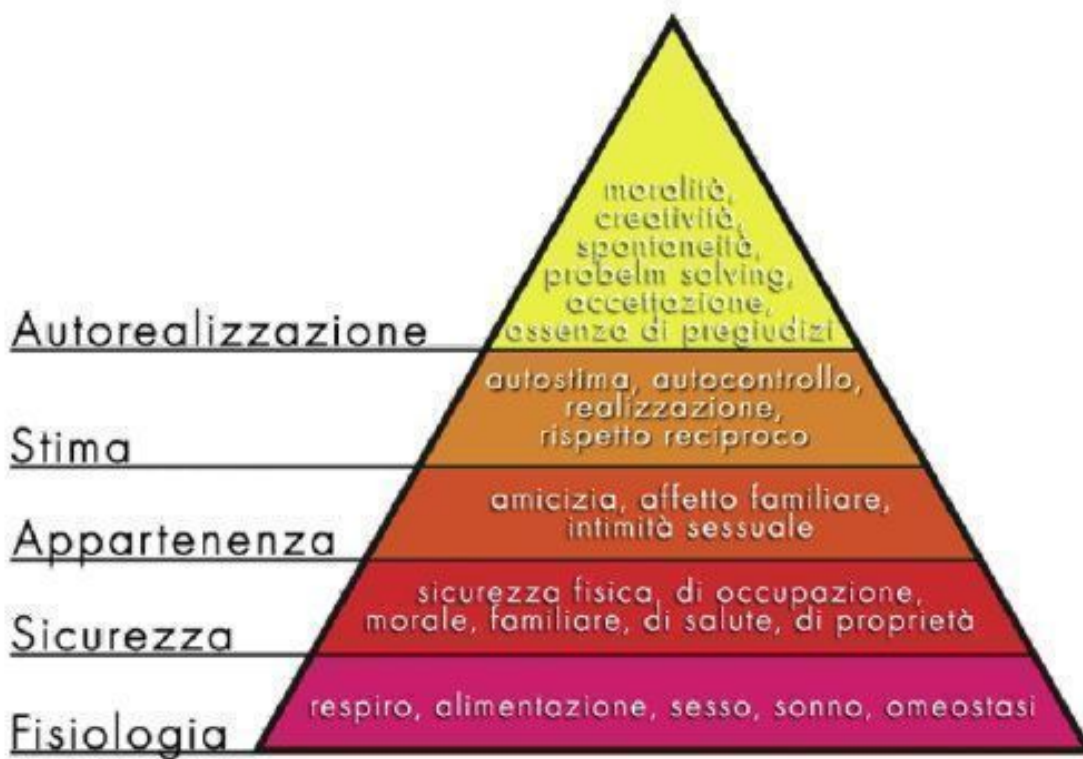 moralità,
creatività,
spontaneità,
probelm solving,
accettazione,
assenza di pregiudizi
Autorealizzazione
autostima, autocontrollo,
realizzazione,
rispetto reciproco
Stima
amicizia, affetto familiare,
intimità sessuale
Appartenenza
sicurezza fisica, di occupazione,
morale, familiare, di salute, di proprietà
Sicurezza
respiro, alimentazione, sesso, sonno, omeostasi
Fisiologia